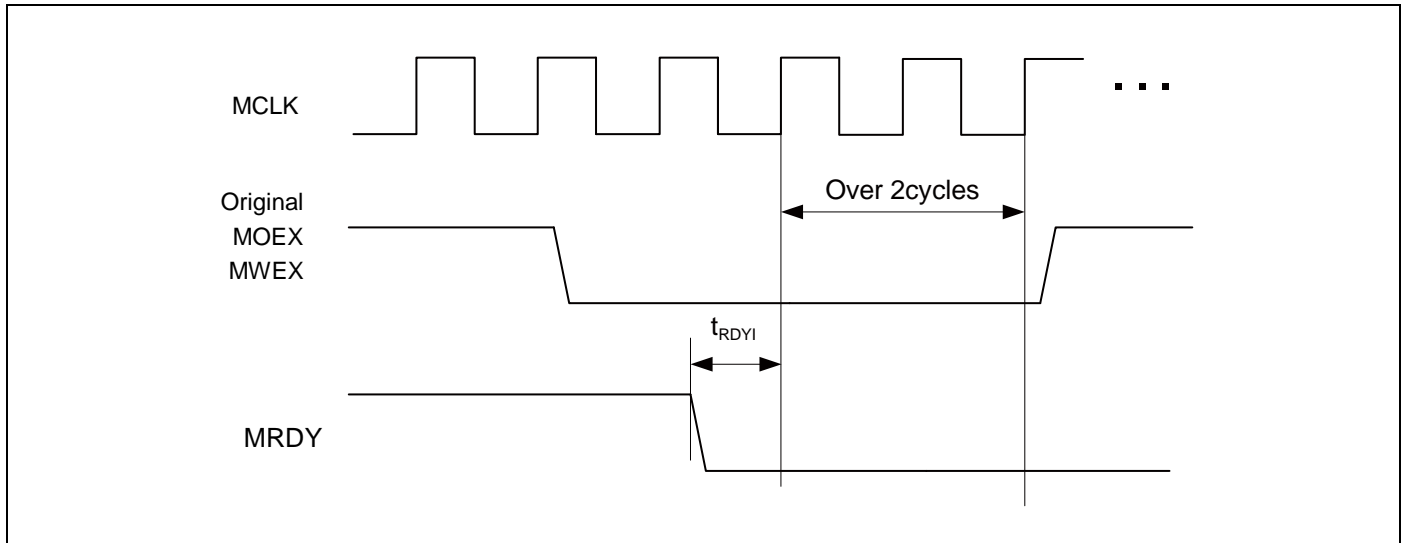 MCLK
Over 2cycles
Original
MOEX
MWEX
tRDYI
MRDY